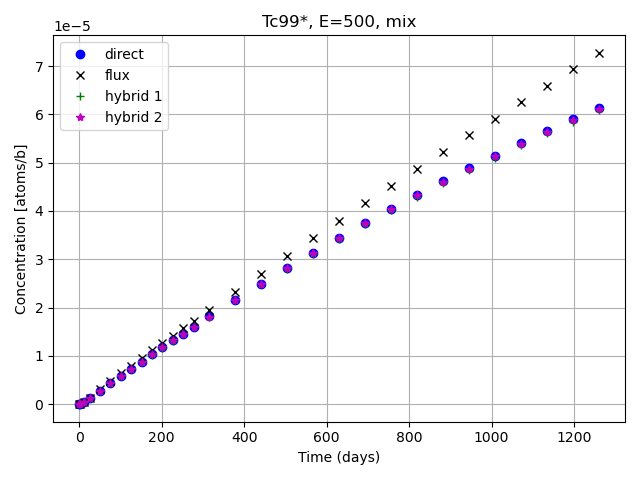 Tc99*, E=500, mix
1e−5
direct
flux
hybrid 1
hybrid 2
7
6
5
4
3
2
1
0
Concentration [atoms/b]
0 200 400 600 800 1000 1200
Time (days)